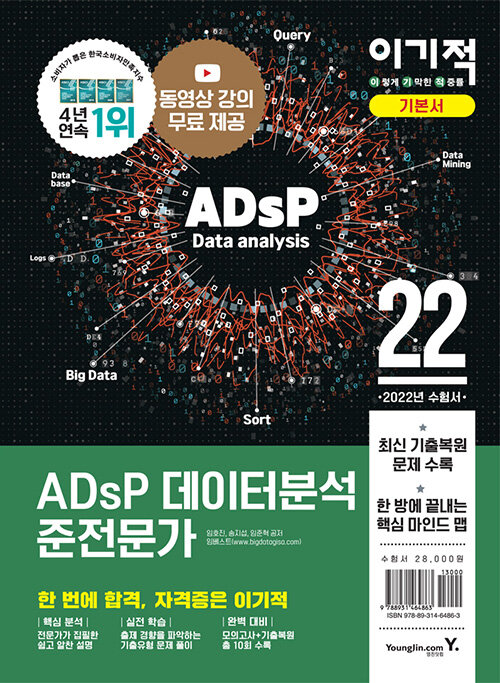 소비자가 뽑은 한국소비자만족지수
4년
연속 1위
동영상 강의
무료 제공
이기적
이렇게 기막힌 적중률
기본서
Query
Data
Mining
Data
base
Logs
ADsP
Data analysis
Big Data
Sort
22
2022년 수험서
최신 기출복원
문제 수록
한 방에 끝내는
핵심 마인드 맵
ADsP 데이터분석
준전문가
임호진, 송지섭, 임준혁 공저
임베스트(www.bigdatagisa.com)
한 번에 합격, 자격증은 이기적
핵심 분석
전문가가 집필한
쉽고 알찬 설명
실전 학습
출제 경향을 파악하는
기출유형 문제 풀이
완벽 대비
모의고사+기출복원
총 10회 수록
수험서 28,000원
13000
9 788931 464863
ISBN 978-89-314-6486-3
YoungJin.com Y.
영진닷컴